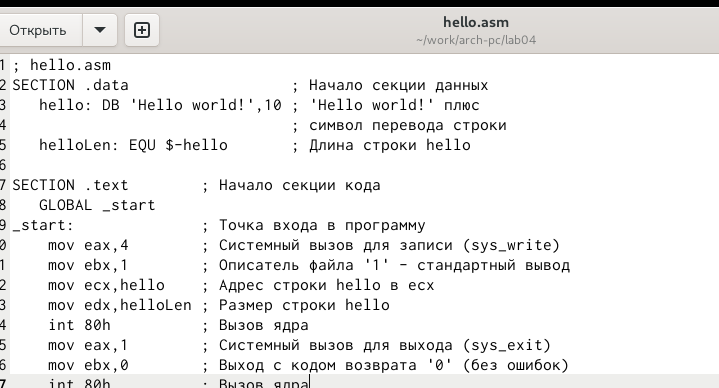 Открыть
hello.asm
~/work/arch-pc/lab04
1 ; hello.asm
2 SECTION .data                  ; Начало секции данных
3    hello: DB 'Hello world!',10 ; 'Hello world!' плюс
4                                ; символ перевода строки
5    helloLen: EQU $-hello       ; Длина строки hello
6
7 SECTION .text        ; Начало секции кода
8    GLOBAL _start
9 _start:              ; Точка входа в программу
0     mov eax,4        ; Системный вызов для записи (sys_write)
1     mov ebx,1        ; Описатель файла '1' - стандартный вывод
2     mov ecx,hello    ; Адрес строки hello в ecx
3     mov edx,helloLen ; Размер строки hello
4     int 80h          ; Вызов ядра
5     mov eax,1        ; Системный вызов для выхода (sys_exit)
6     mov ebx,0        ; Выход с кодом возврата '0' (без ошибок)
7     int 80h          ; Вызов ядра